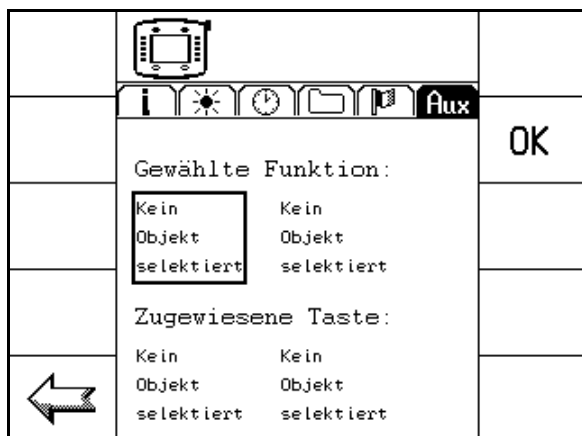 i
Aux
OK
Gewählte Funktion:
Kein Kein
Objekt Objekt
selektiert selektiert
Zugewiesene Taste:
Kein Kein
Objekt Objekt
selektiert selektiert